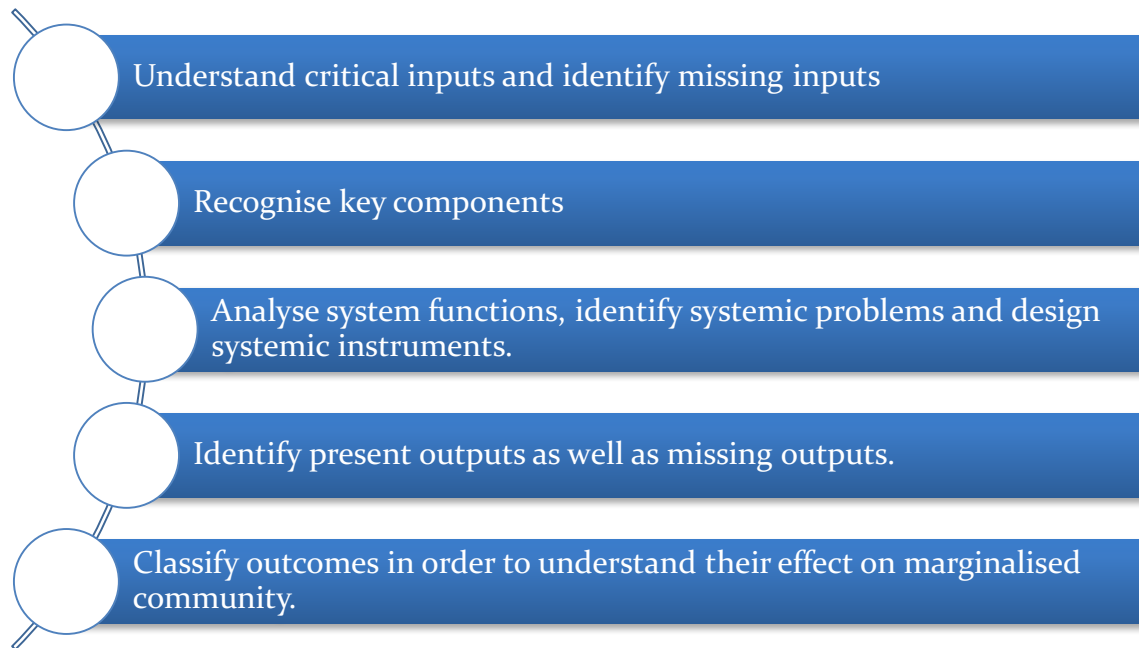 Understand critical inputs and identify missing inputs
Recognise key components
Analyse system functions, identify systemic problems and design
systemic instruments.
Identify present outputs as well as missing outputs.
Classify outcomes in order to understand their effect on marginalised
community.